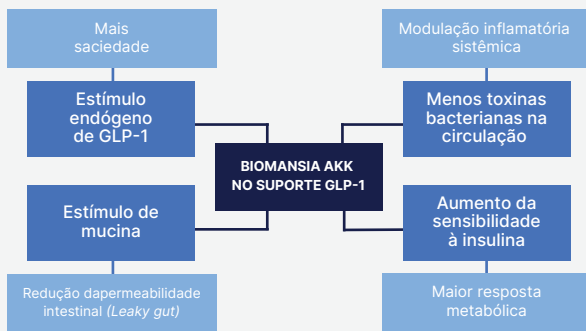 Mais
saciedade
Estímulo
endógeno
de GLP-1
Modulação inflamatória
sistêmica
Menos toxinas
bacterianas na
circulação
BIOMANSIA AKK
NO SUPORTE GLP-1
Estímulo de
mucina
Redução dapermeabilidade
intestinal (Leaky gut)
Aumento da
sensibilidade
à insulina
Maior resposta
metabólica